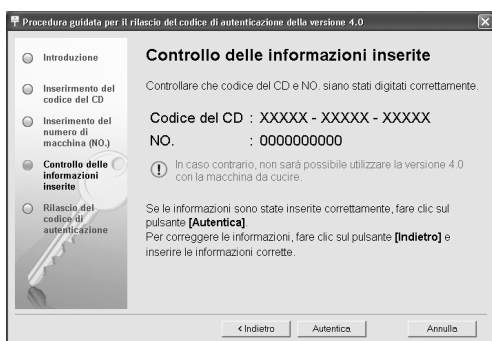 Procedura guidata per il rilascio del codice di autenticazione della versione 4.0
Introduzione
Inserirmento del
codice del CD
Inserimento del
numero di
macchina (NO.)
Controllo delle
informazioni
inserite
Rilascio del
codice di
autenticazione
Controllo delle informazioni inserite
Controllare che codice del CD e NO. siano stati digitati correttamente.
Codice del CD : XXXXX - XXXXX - XXXXX
NO. : 0000000000
In caso contrario, non sarà possibile utilizzare la versione 4.0
con la macchina da cucire.
Se le informazioni sono state inserite correttamente, fare clic sul
pulsante [Autentica].
Per correggere le informazioni, fare clic sul pulsante [Indietro] e
inserire le informazioni corrette.
< Indietro Autentica Annulla